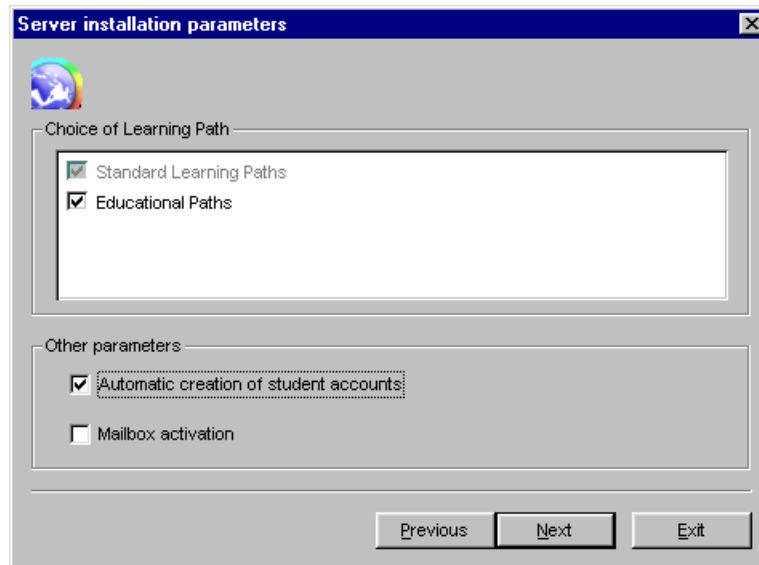 Server installation parameters
Choice of Learning Path
Standard Learning Paths
Educational Paths
Other parameters
Automatic creation of student accounts
Mailbox activation
Previous Next Exit